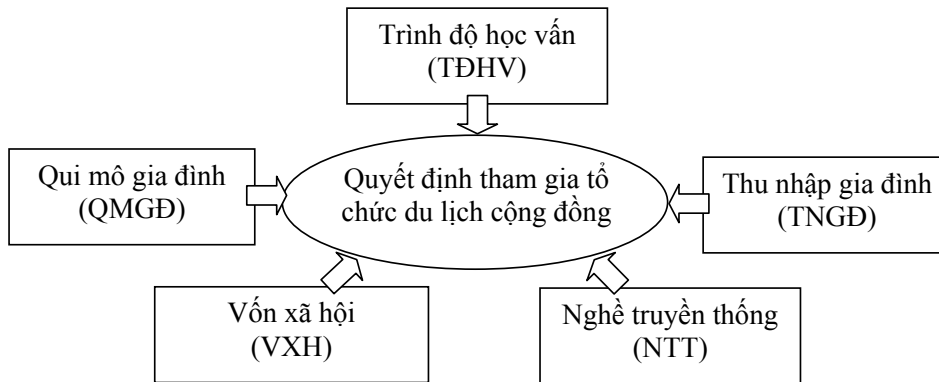 Trình độ học vấn
(TĐHV)
Qui mô gia đình
(QMGĐ)
Quyết định tham gia tổ
chức du lịch cộng đồng
Thu nhập gia đình
(TNGĐ)
Vốn xã hội
(VXH)
Nghề truyền thống
(NTT)